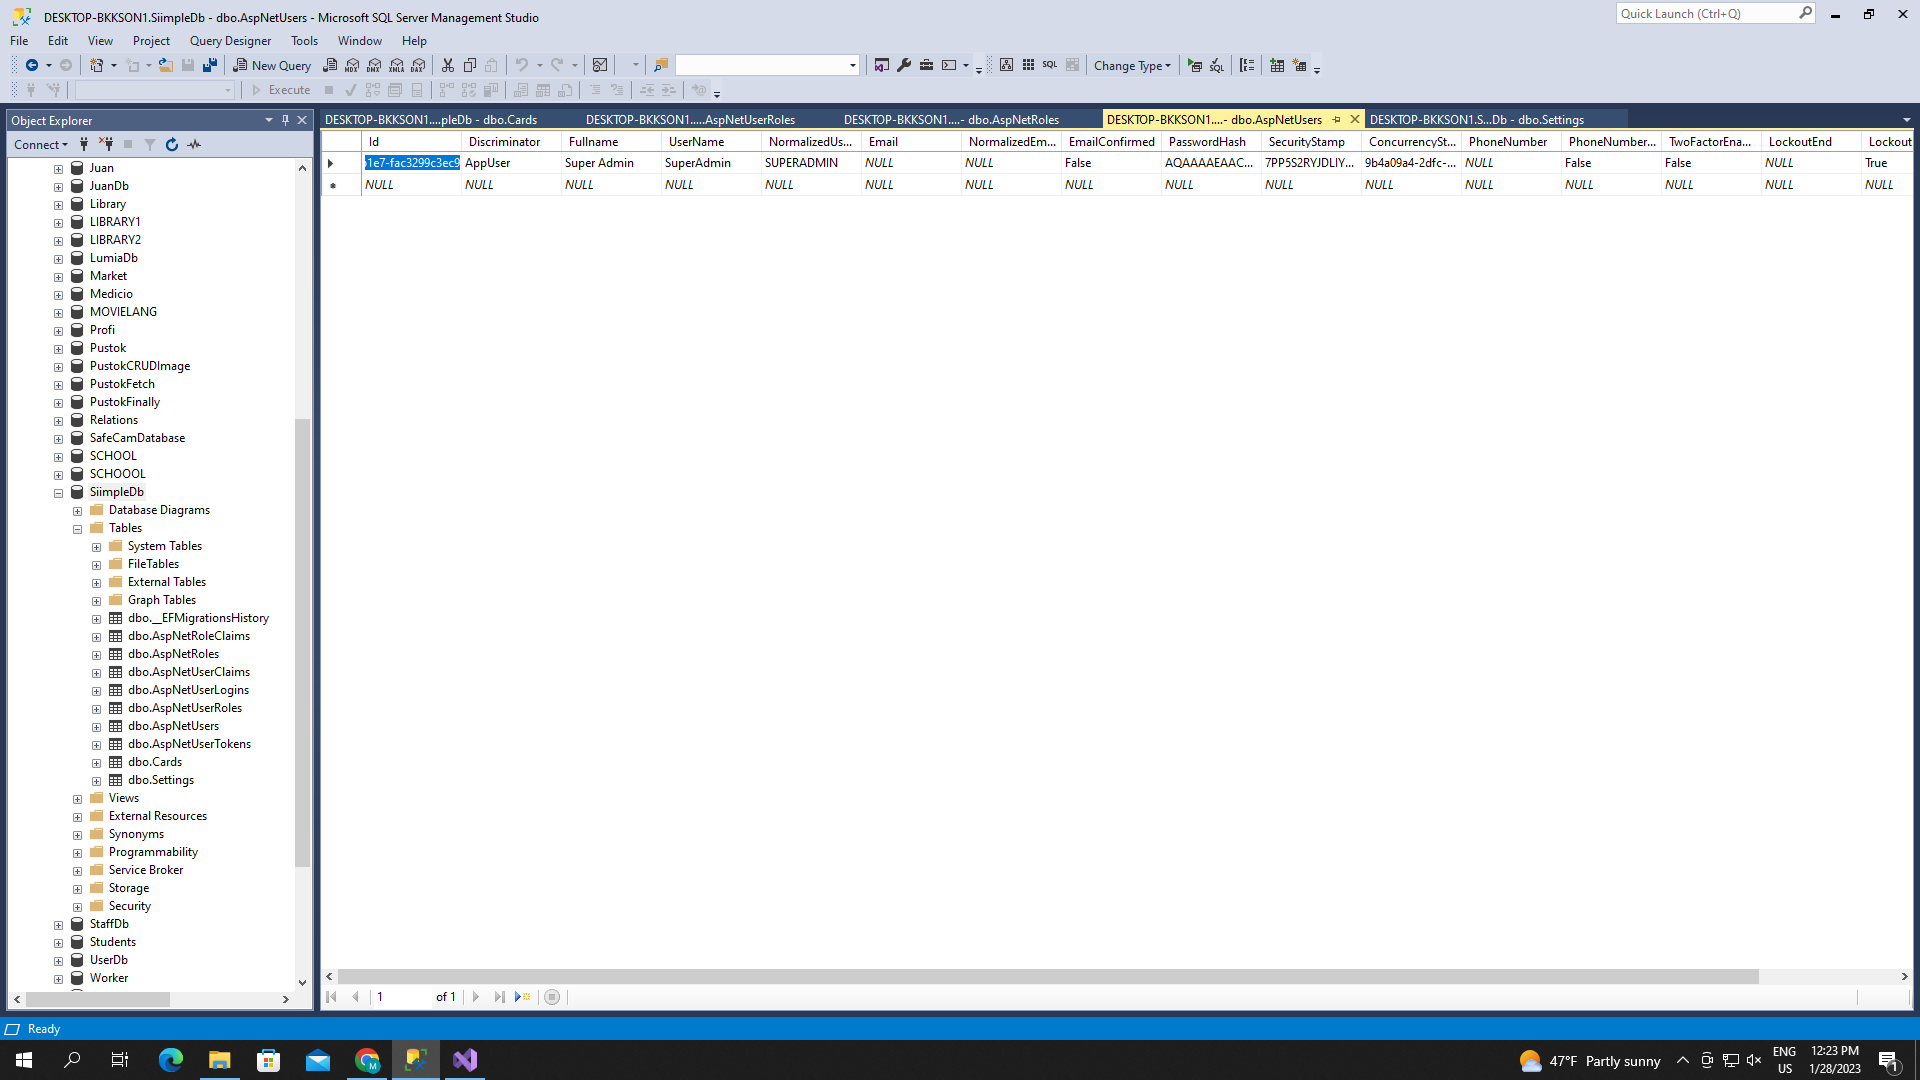 DESKTOP-BKKSON1.SiimpleDb - dbo.AspNetUsers - Microsoft SQL Server Management Studio
Quick Launch (Ctrl+Q)
File Edit View Project Query Designer Tools Window Help
New Query MDX DMX XMLA DAX SQL Change Type SQL
Execute
Object Explorer
Connect
Juan
JuanDb
Library
LIBRARY1
LIBRARY2
LumiaDb
Market
Medicio
MOVIELANG
Profi
Pustok
PustokCRUDImage
PustokFetch
PustokFinally
Relations
SafeCamDatabase
SCHOOL
SCHOOOL
SiimpleDb
Database Diagrams
Tables
System Tables
FileTables
External Tables
Graph Tables
dbo.__EFMigrationsHistory
dbo.AspNetRoleClaims
dbo.AspNetRoles
dbo.AspNetUserClaims
dbo.AspNetUserLogins
dbo.AspNetUserRoles
dbo.AspNetUsers
dbo.AspNetUserTokens
dbo.Cards
dbo.Settings
Views
External Resources
Synonyms
Programmability
Service Broker
Storage
Security
StaffDb
Students
UserDb
Worker
DESKTOP-BKKSON1....pleDb - dbo.Cards DESKTOP-BKKSON1.....AspNetUserRoles DESKTOP-BKKSON1....- dbo.AspNetRoles DESKTOP-BKKSON1....- dbo.AspNetUsers DESKTOP-BKKSON1.S...Db - dbo.Settings
Id Discriminator Fullname UserName NormalizedUs... Email NormalizedEm... EmailConfirmed PasswordHash SecurityStamp ConcurrencySt... PhoneNumber PhoneNumber... TwoFactorEna... LockoutEnd Lockout
1e7-fac3299c3ec9 AppUser Super Admin SuperAdmin SUPERADMIN NULL NULL False AQAAAAEAAC... 7PP5S2RYJDLIY... 9b4a09a4-2dfc-... NULL False False NULL True
NULL NULL NULL NULL NULL NULL NULL NULL NULL NULL NULL NULL NULL NULL NULL NULL
1 of 1
Ready
47°F Partly sunny
ENG
US
12:23 PM
1/28/2023
1
M